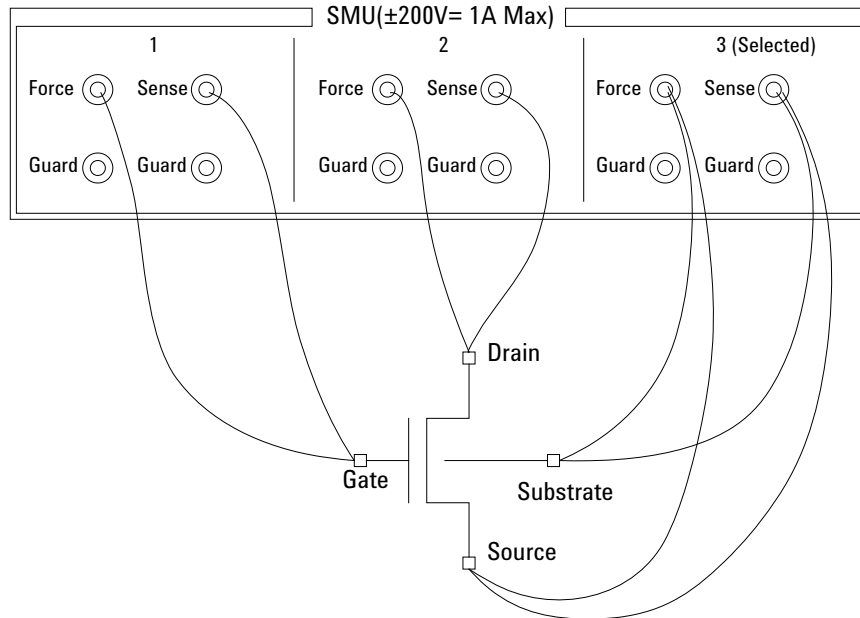 SMU(±200V= 1A Max)
1
2
3 (Selected)
Force
Sense
Force
Sense
Force
Sense
Guard
Guard
Guard
Guard
Guard
Guard
Drain
Gate
Substrate
Source